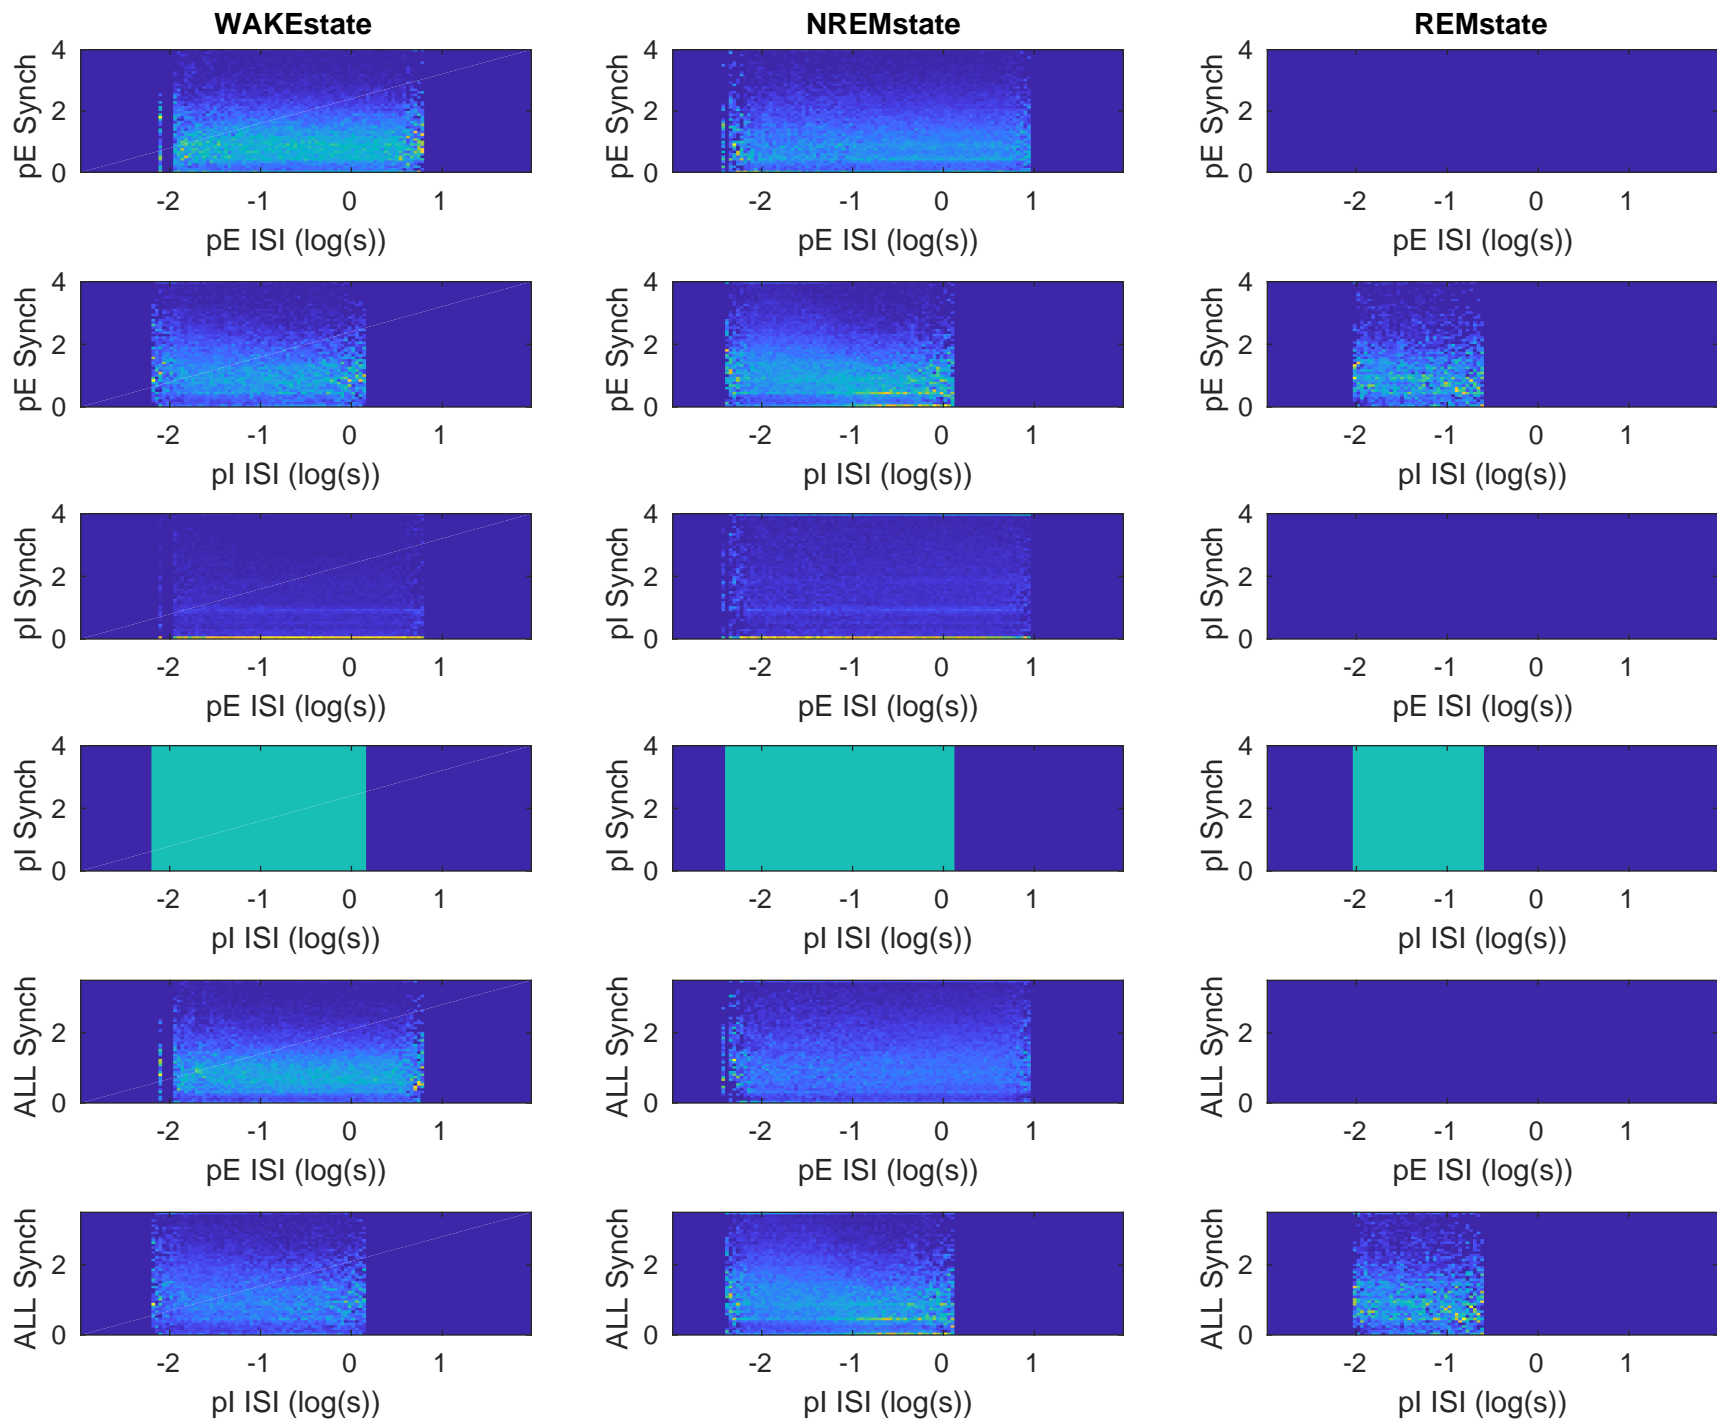 WAKEstate NREMstate REMstate
4 4 4
pE Synch pE Synch pE Synch
2 2 2
0 0 0
-2 -1 0 1 -2 -1 0 1 -2 -1 0 1
pE ISI (log(s)) pE ISI (log(s)) pE ISI (log(s))
4 4 4
pE Synch pE Synch pE Synch
2 2 2
0 0 0
-2 -1 0 1 -2 -1 0 1 -2 -1 0 1
pI ISI (log(s)) pI ISI (log(s)) pI ISI (log(s))
4 4 4
pI Synch pI Synch pI Synch
2 2 2
0 0 0
-2 -1 0 1 -2 -1 0 1 -2 -1 0 1
pE ISI (log(s)) pE ISI (log(s)) pE ISI (log(s))
4 4 4
pI Synch pI Synch pI Synch
2 2 2
0 0 0
-2 -1 0 1 -2 -1 0 1 -2 -1 0 1
pI ISI (log(s)) pI ISI (log(s)) pI ISI (log(s))
ALL Synch ALL Synch ALL Synch
2 2 2
0 0 0
-2 -1 0 1 -2 -1 0 1 -2 -1 0 1
pE ISI (log(s)) pE ISI (log(s)) pE ISI (log(s))
ALL Synch ALL Synch ALL Synch
2 2 2
0 0 0
-2 -1 0 1 -2 -1 0 1 -2 -1 0 1
pI ISI (log(s)) pI ISI (log(s)) pI ISI (log(s))